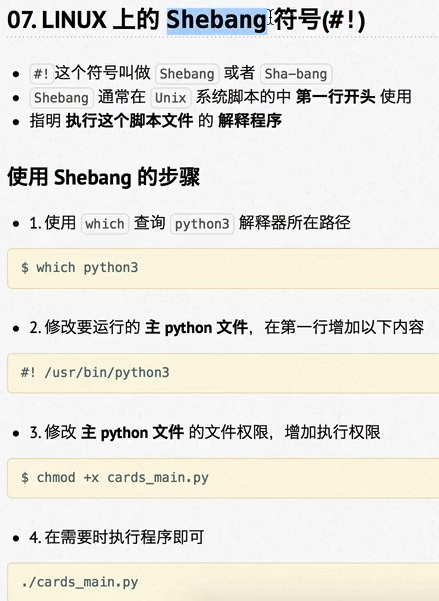 07. LINUX 上的 Shebang 符号(#!)
#! 这个符号叫做 Shebang 或者 Sha-bang
Shebang 通常在 Unix 系统脚本的中 第一行开头 使用
指明 执行这个脚本文件 的 解释程序
使用 Shebang 的步骤
1. 使用 which 查询 python3 解释器所在路径
$ which python3
2. 修改要运行的 主 python 文件，在第一行增加以下内容
#! /usr/bin/python3
3. 修改 主 python 文件 的文件权限，增加执行权限
$ chmod +x cards_main.py
4. 在需要时执行程序即可
./cards_main.py